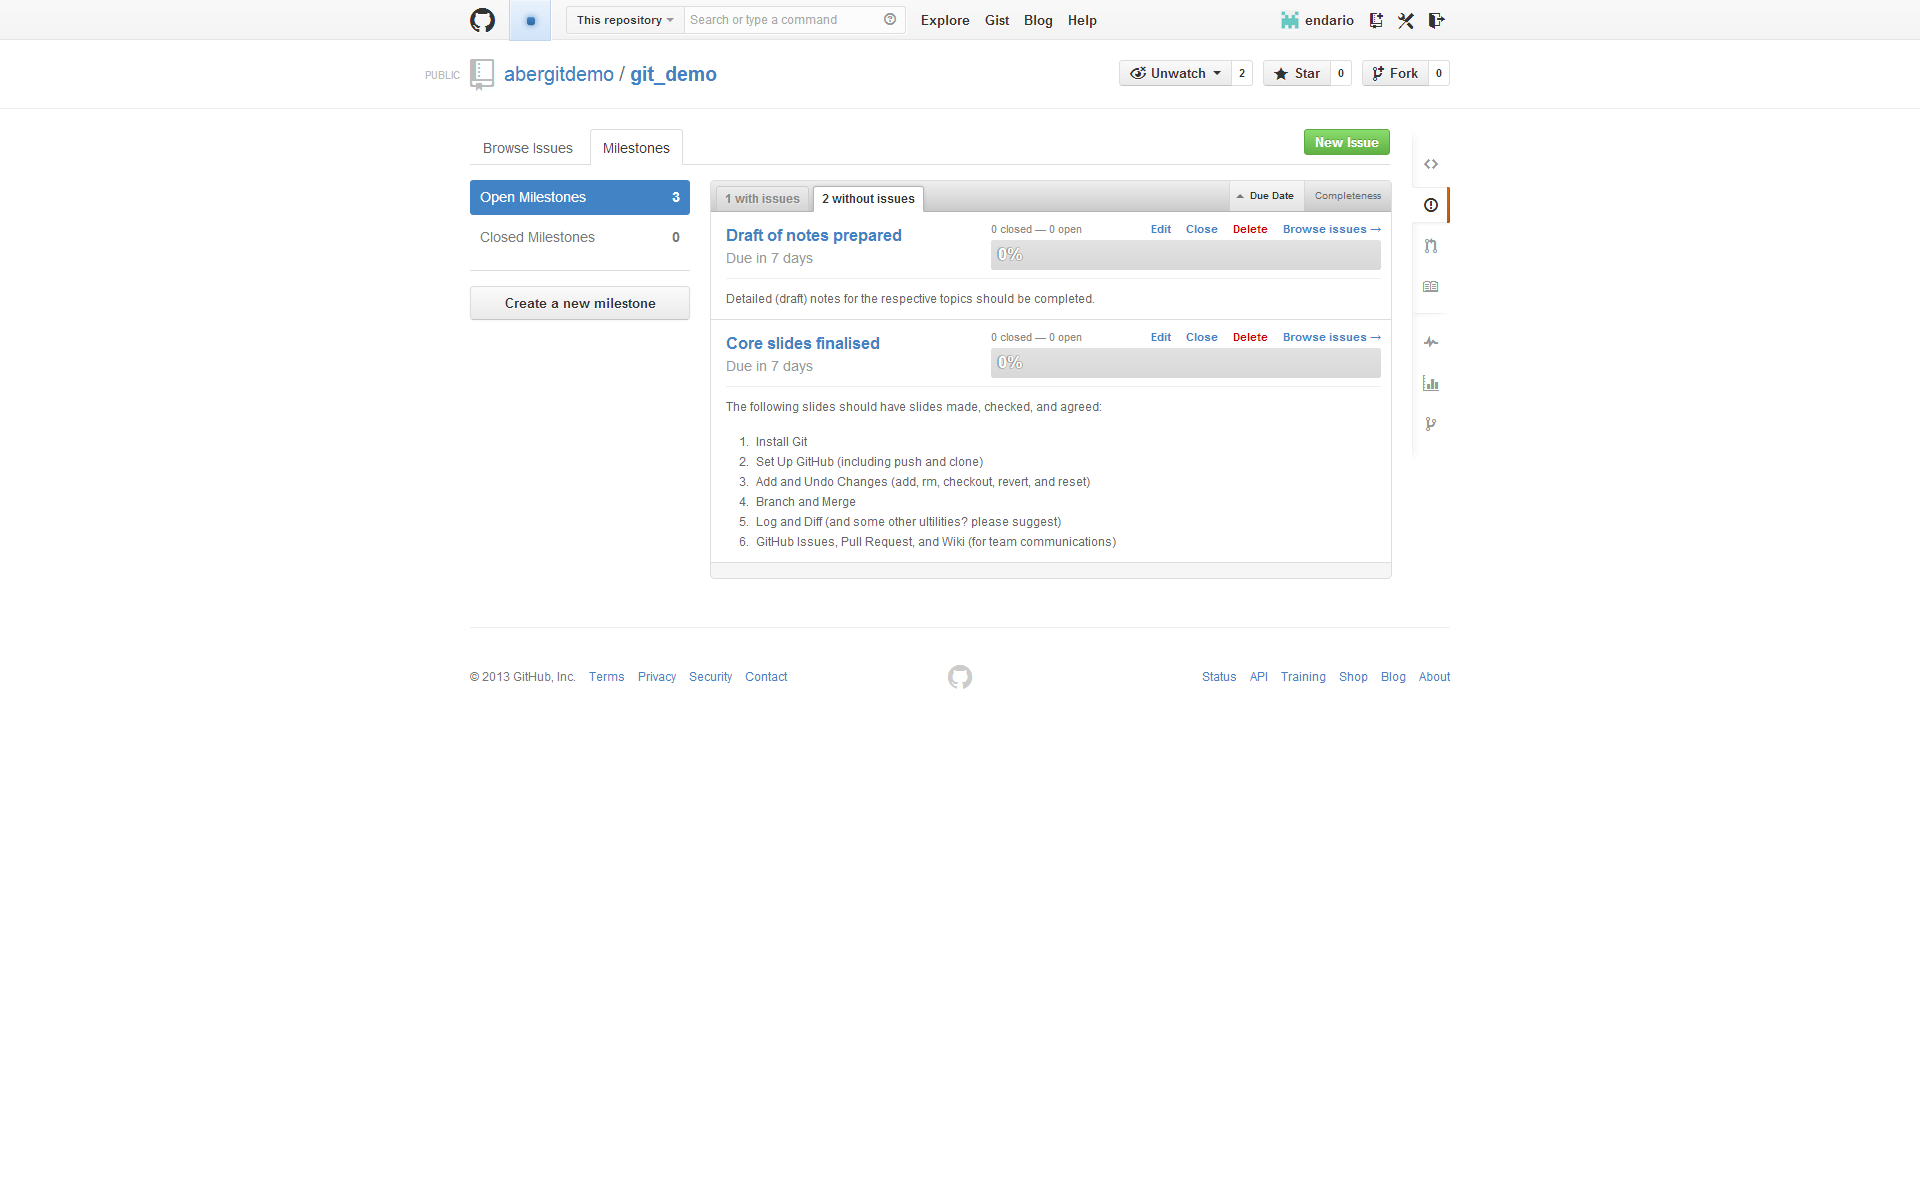 This repository Search or type a command Explore Gist Blog Help endario
PUBLIC abergitdemo / git_demo Unwatch 2 Star 0 Fork 0
Browse Issues Milestones New Issue
Open Milestones 3
Closed Milestones 0
Create a new milestone
1 with issues 2 without issues Due Date Completeness
Draft of notes prepared 0 closed — 0 open Edit Close Delete Browse issues →
Due in 7 days 0%
Detailed (draft) notes for the respective topics should be completed.
Core slides finalised 0 closed — 0 open Edit Close Delete Browse issues →
Due in 7 days 0%
The following slides should have slides made, checked, and agreed:
1. Install Git
2. Set Up GitHub (including push and clone)
3. Add and Undo Changes (add, rm, checkout, revert, and reset)
4. Branch and Merge
5. Log and Diff (and some other ultilities? please suggest)
6. GitHub Issues, Pull Request, and Wiki (for team communications)
© 2013 GitHub, Inc. Terms Privacy Security Contact Status API Training Shop Blog About